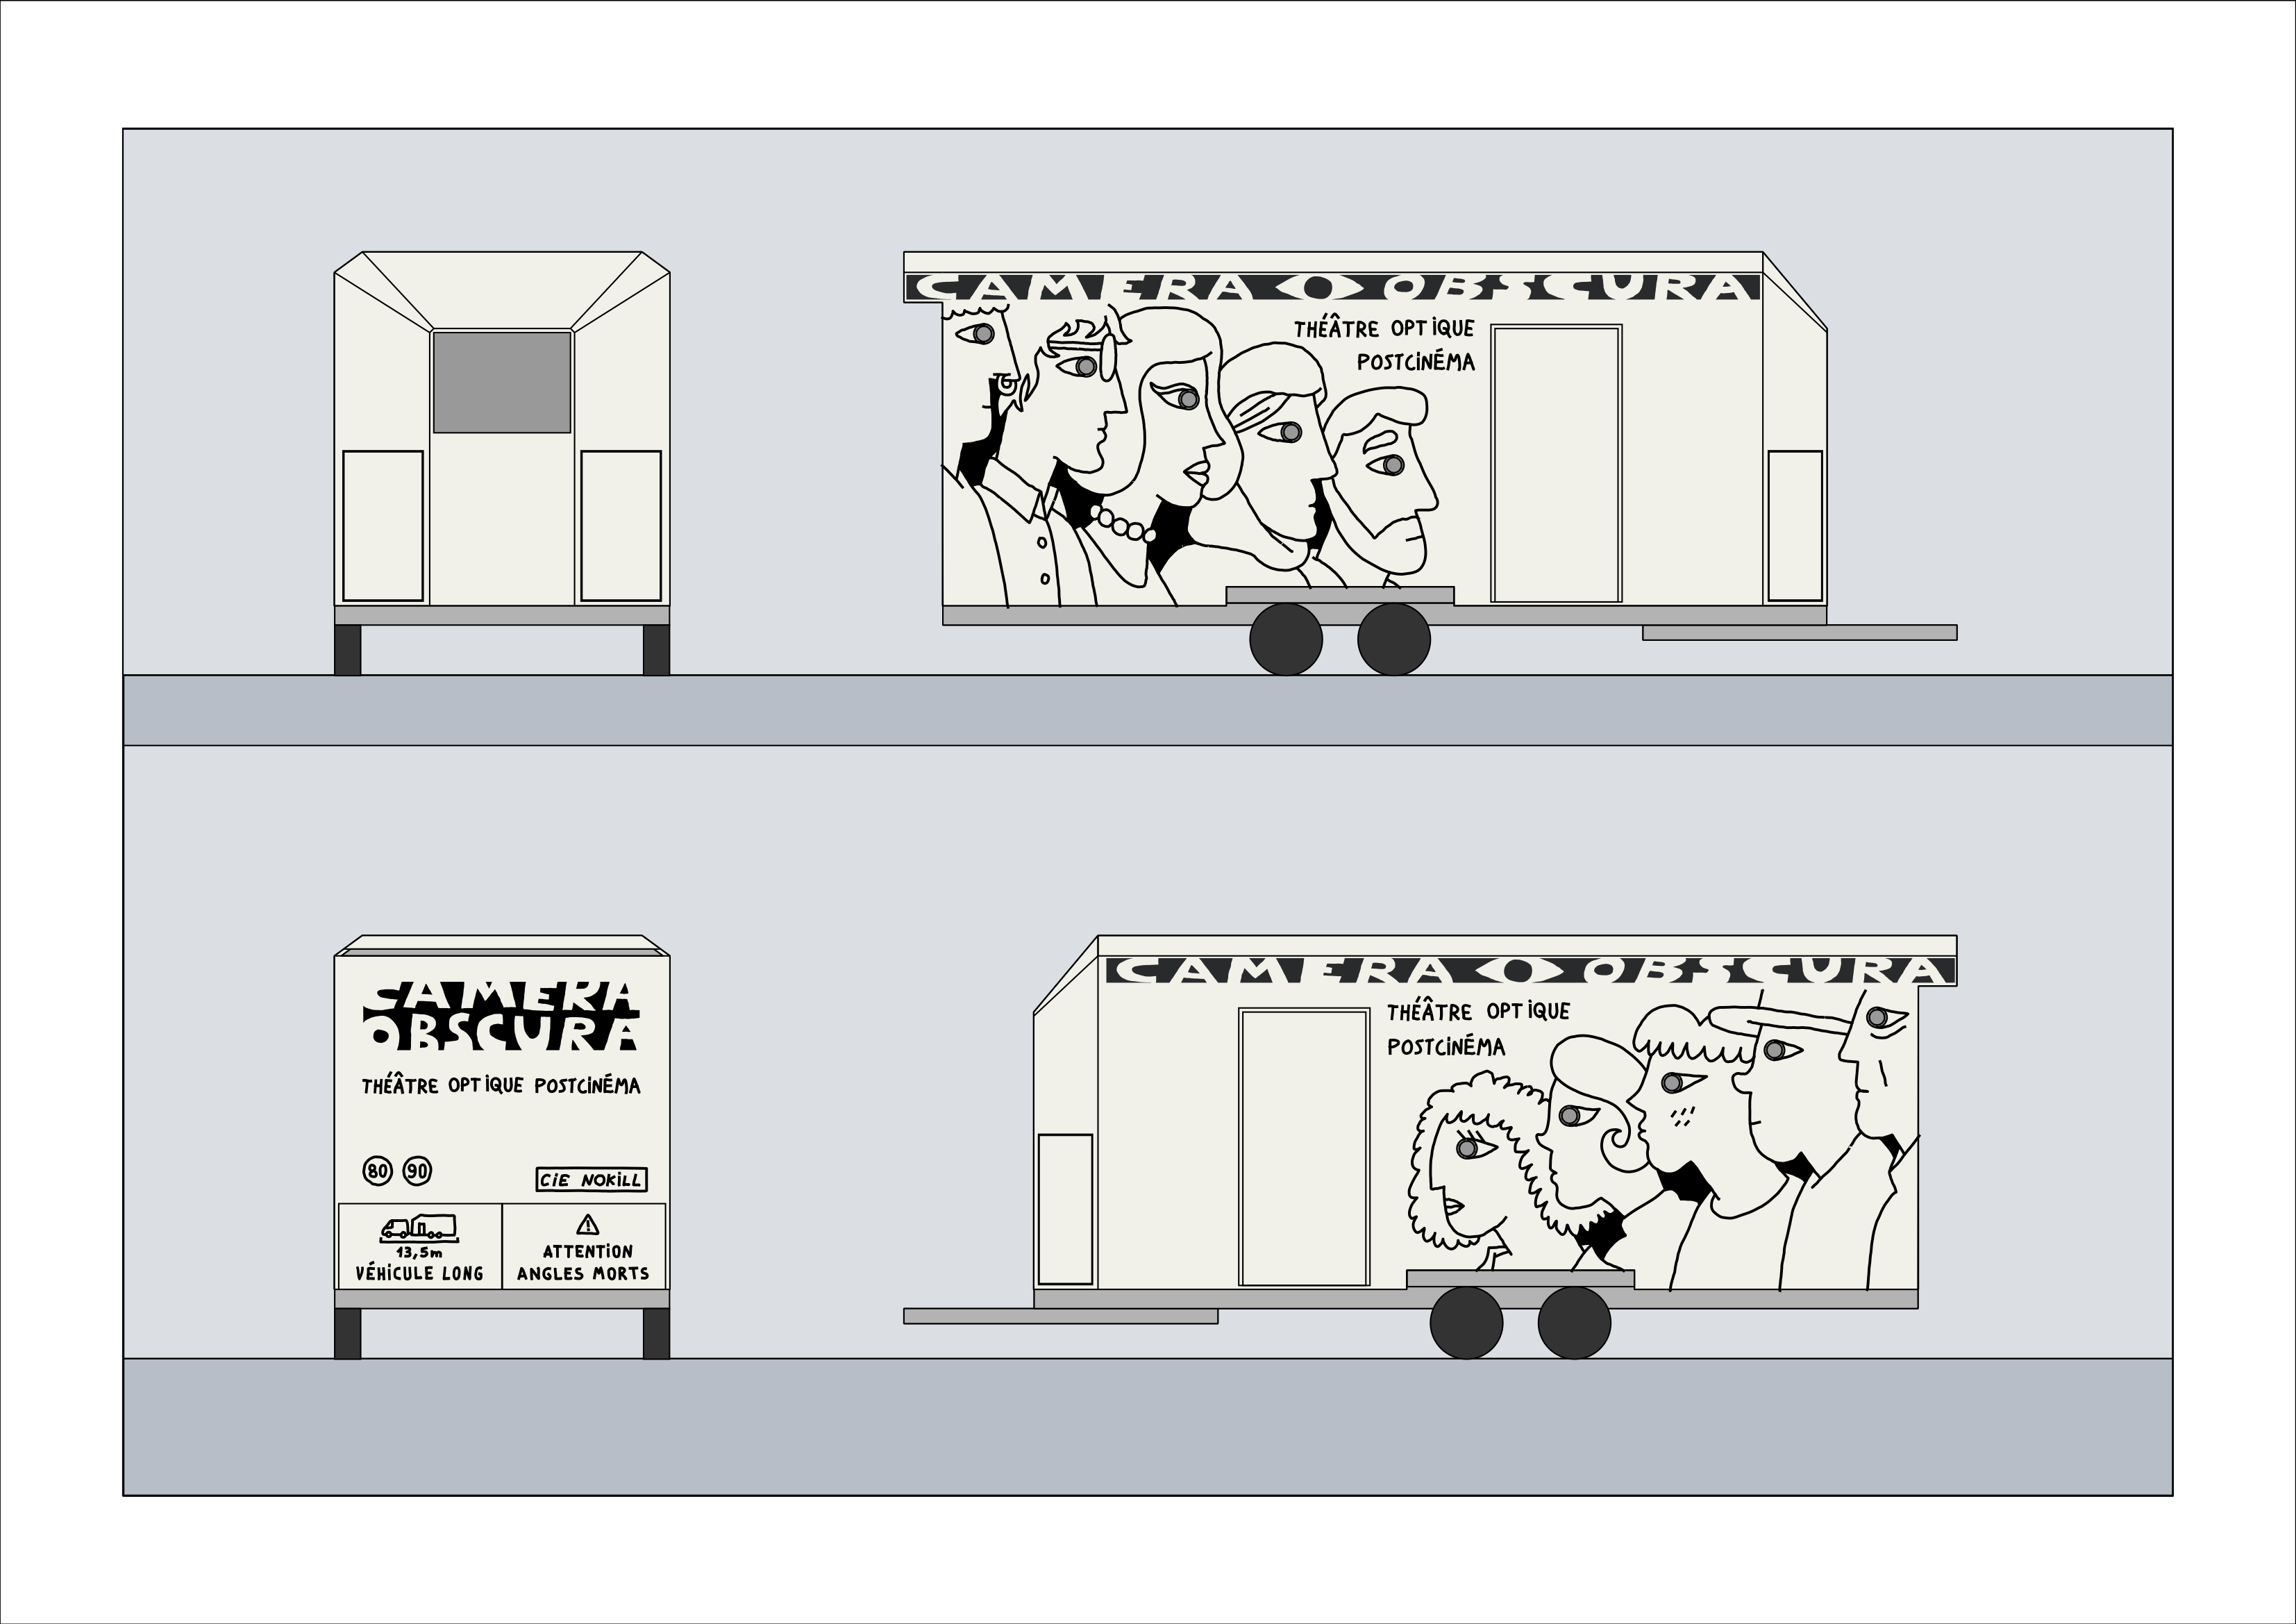 CAMERA OBSCURA
THÉÂTRE OPTIQUE
POSTCINÉMA
CAMERA
OBSCURA
THÉÂTRE OPTIQUE POSTCINÉMA
80 90
CIE NOKILL
13,5m
VÉHICULE LONG
ATTENTION
ANGLES MORTS
CAMERA OBSCURA
THÉÂTRE OPTIQUE
POSTCINÉMA